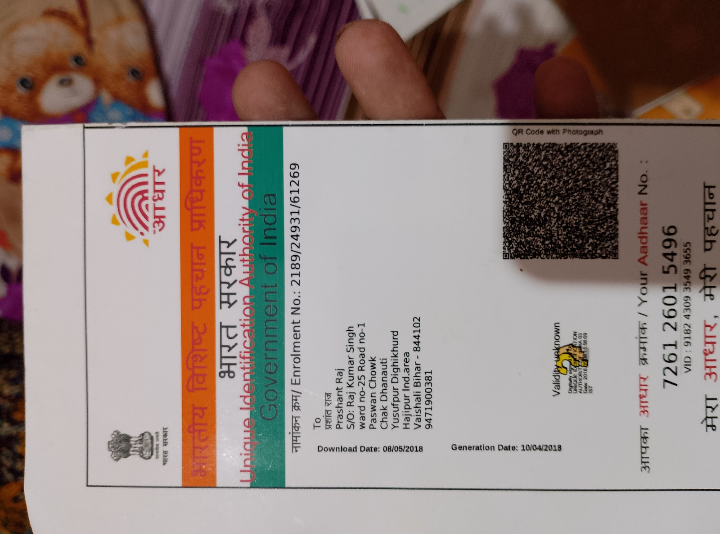 आधार
भारत सरकार
भारतीय विशिष्ट पहचान प्राधिकरण
भारत सरकार
Unique Identification Authority of India
Government of India
नामांकन क्रम/ Enrolment No.: 2189/24931/61269
To
प्रशांत राज
Prashant Raj
S/O: Raj Kumar Singh
ward no-25 Road no-1
Paswan Chowk
Chak Dhanauti
Yusufpur Dighikhurd
Hajipur Ind.area
Vaishali Bihar - 844102
9471900381
Download Date: 08/05/2018
Generation Date: 10/04/2018
QR Code with Photograph
Validity unknown
आपका आधार क्रमांक / Your Aadhaar No. :
7261 2601 5496
VID : 9182 4309 3549 3655
मेरा आधार, मेरी पहचान